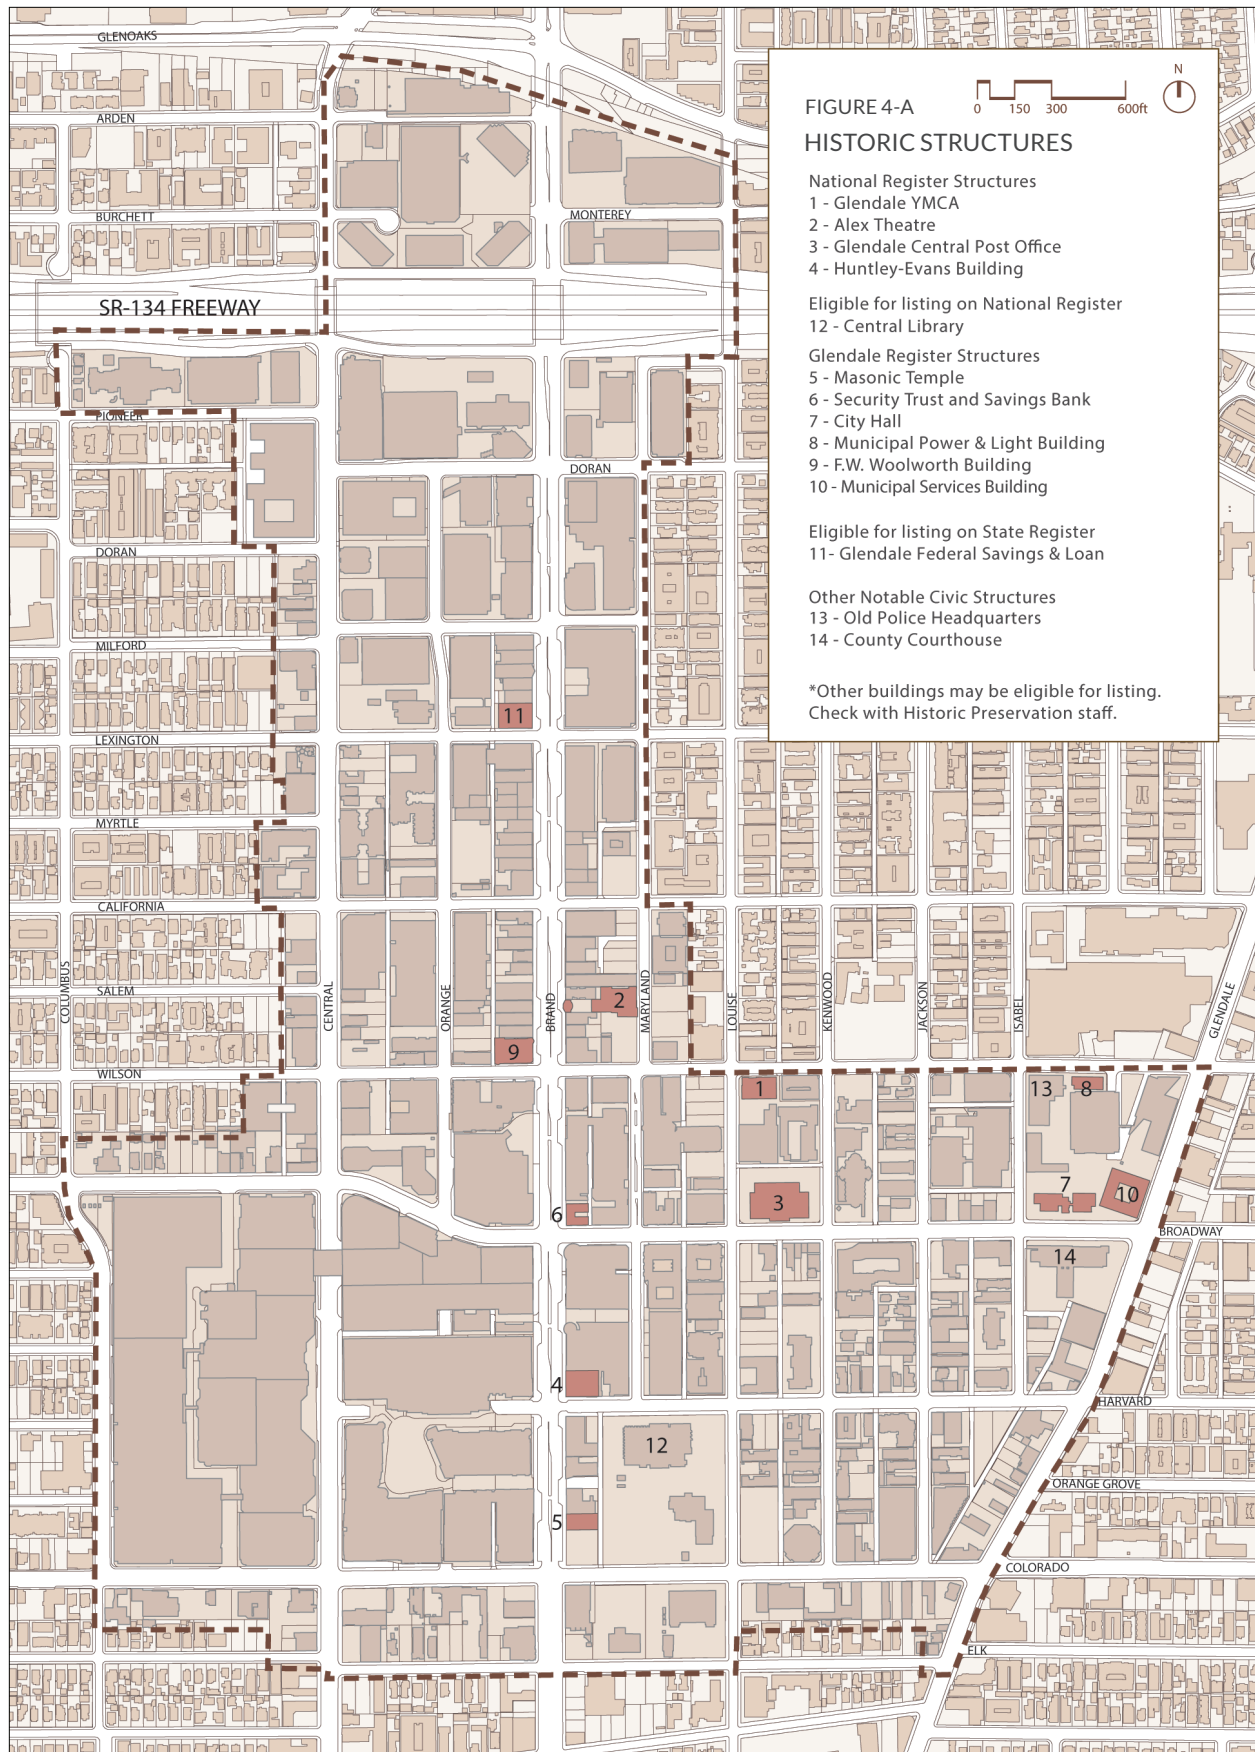 GLENOAKS
N
FIGURE 4-A
0 150 300 600ft
HISTORIC STRUCTURES
National Register Structures
1 - Glendale YMCA
2 - Alex Theatre
3 - Glendale Central Post Office
4 - Huntley-Evans Building
Eligible for listing on National Register
12 - Central Library
Glendale Register Structures
5 - Masonic Temple
6 - Security Trust and Savings Bank
7 - City Hall
8 - Municipal Power & Light Building
9 - F.W. Woolworth Building
10 - Municipal Services Building
Eligible for listing on State Register
11- Glendale Federal Savings & Loan
Other Notable Civic Structures
13 - Old Police Headquarters
14 - County Courthouse
*Other buildings may be eligible for listing.
Check with Historic Preservation staff.
ARDEN
BURCHETT
MONTEREY
SR-134 FREEWAY
PIONEER
DORAN
DORAN
MILFORD
11
LEXINGTON
MYRTLE
CALIFORNIA
COLUMBUS
SALEM
CENTRAL
ORANGE
BRAND
2
MARYLAND
LOUISE
KENWOOD
JACKSON
ISABEL
GLENDALE
9
WILSON
1
13
8
7
10
3
6
BROADWAY
14
4
HARVARD
12
ORANGE GROVE
5
COLORADO
ELK